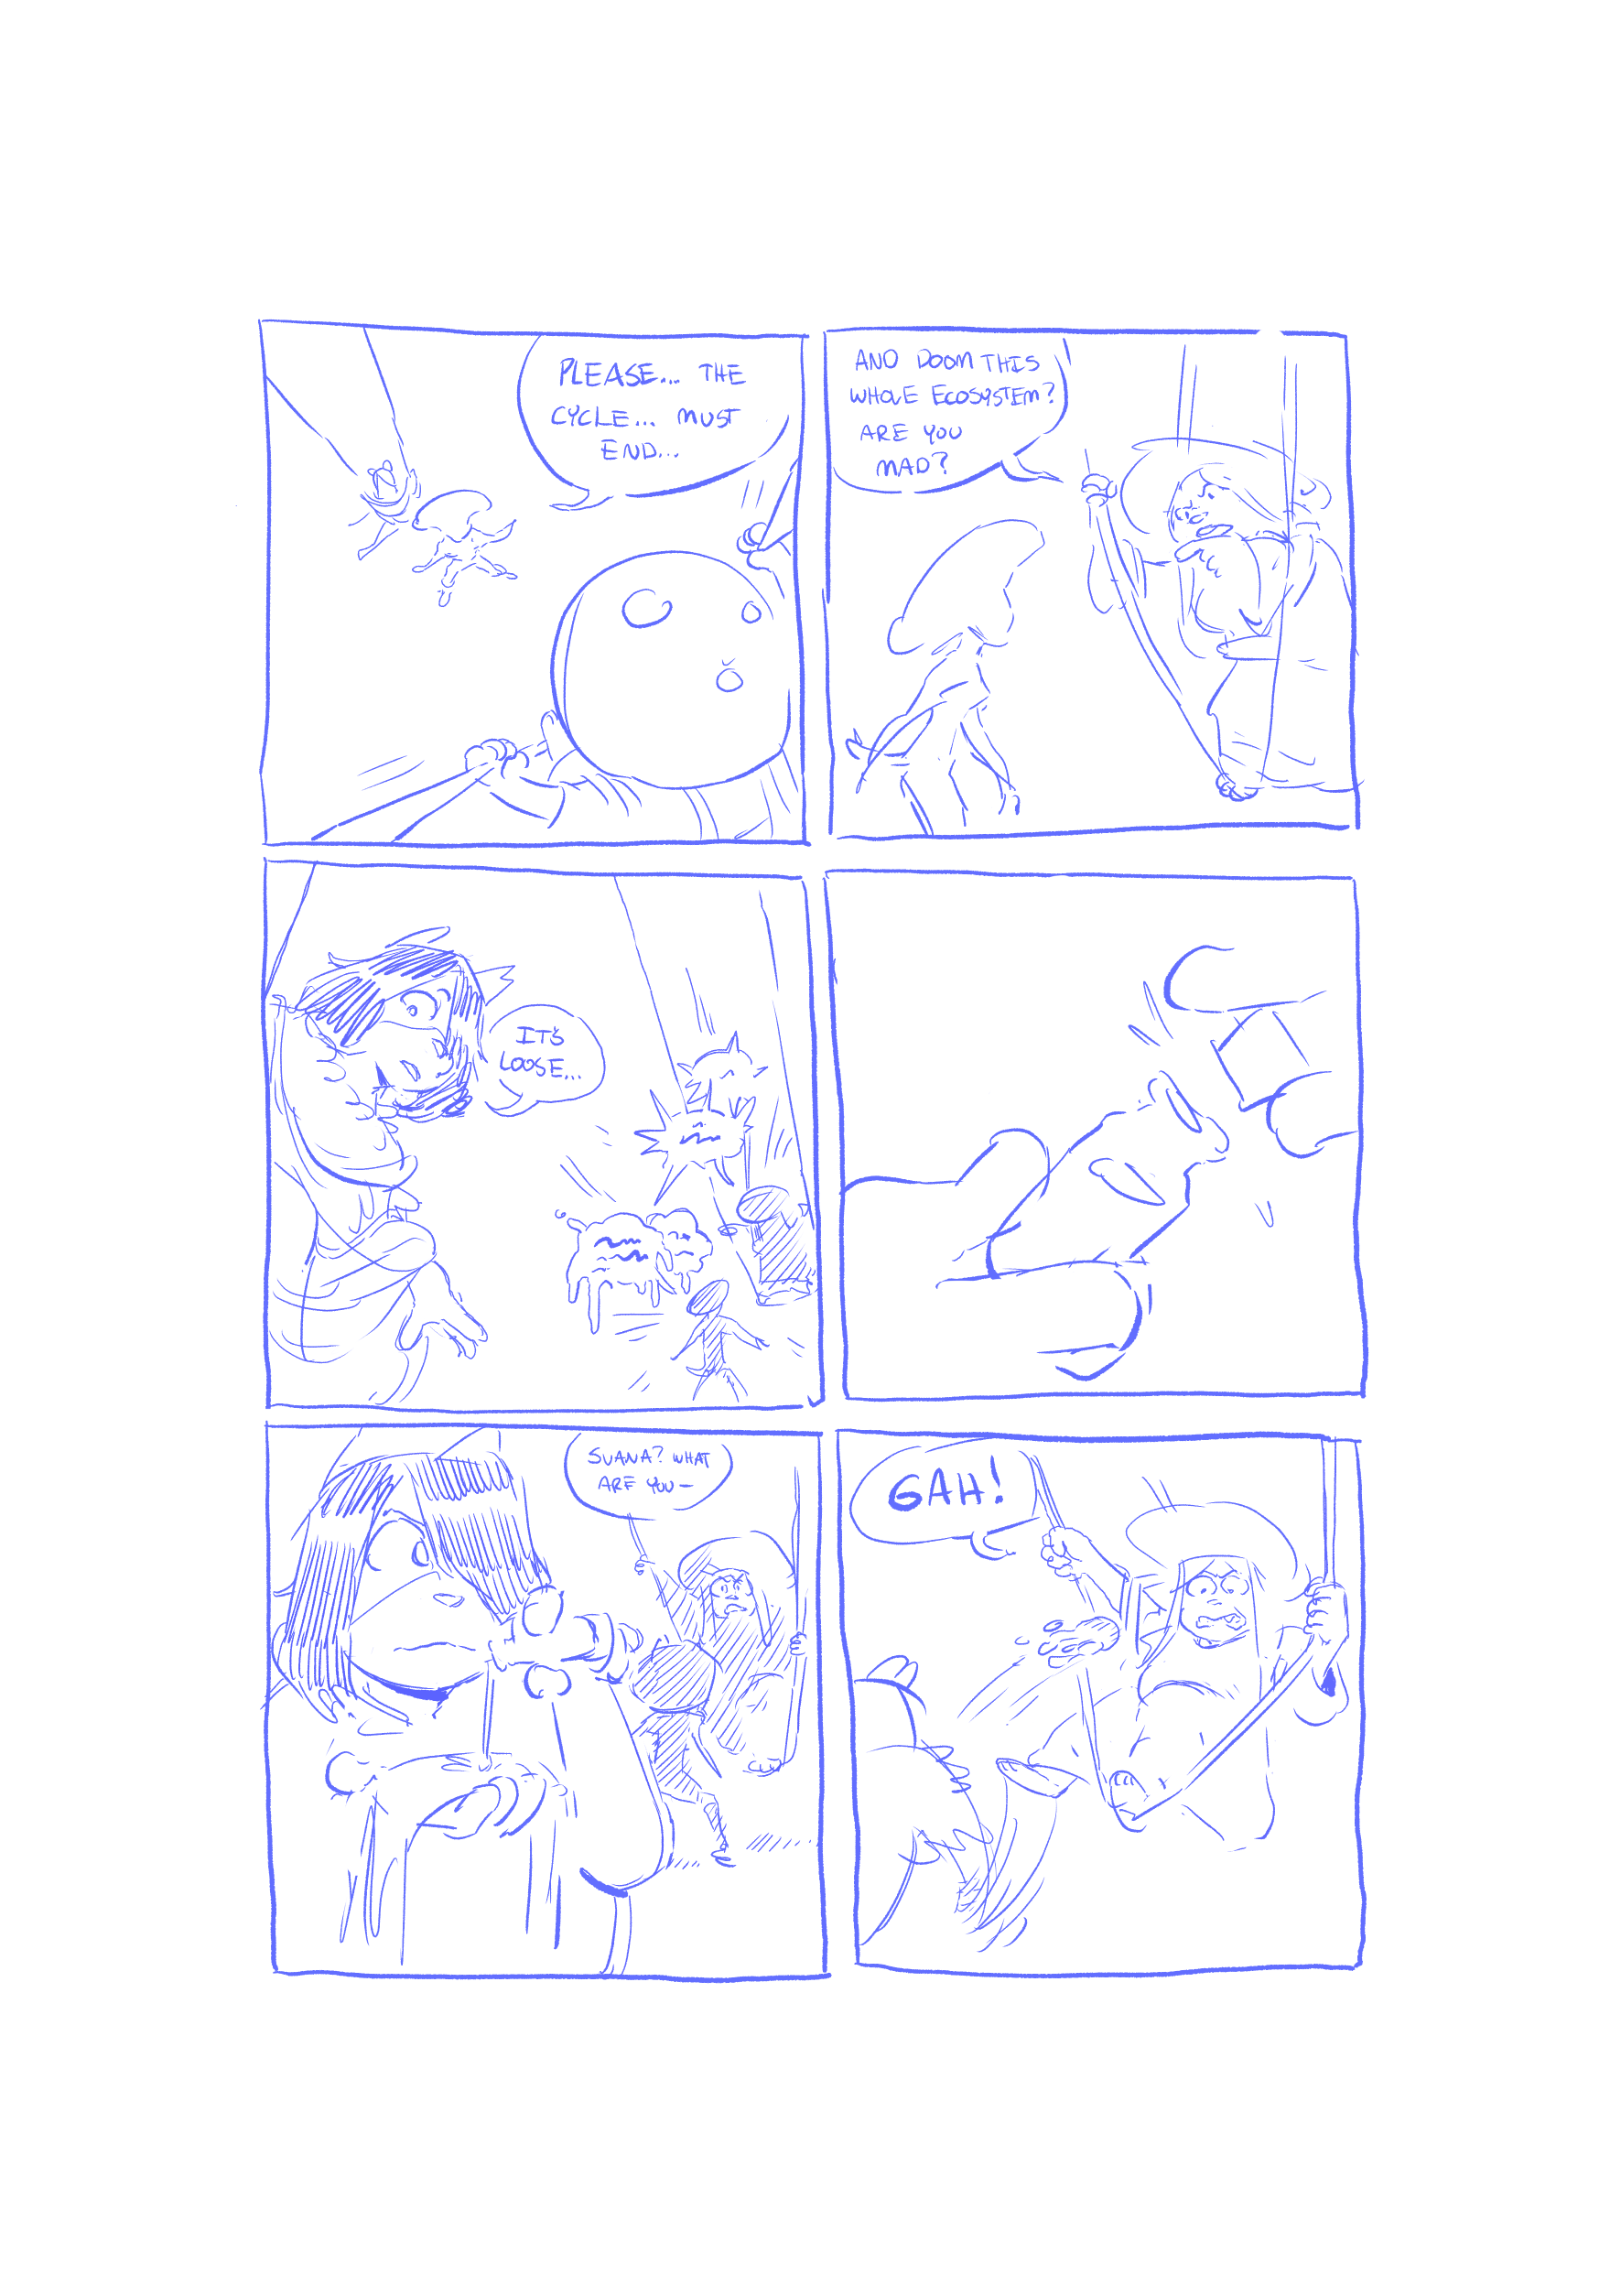 PLEASE... THE
CYCLE... MUST
END...
AND DOOM THIS
WHOLE ECOSYSTEM?
ARE YOU
MAD?
IT'S
LOOSE...
SUANA? WHAT
ARE YOU—
GAH!